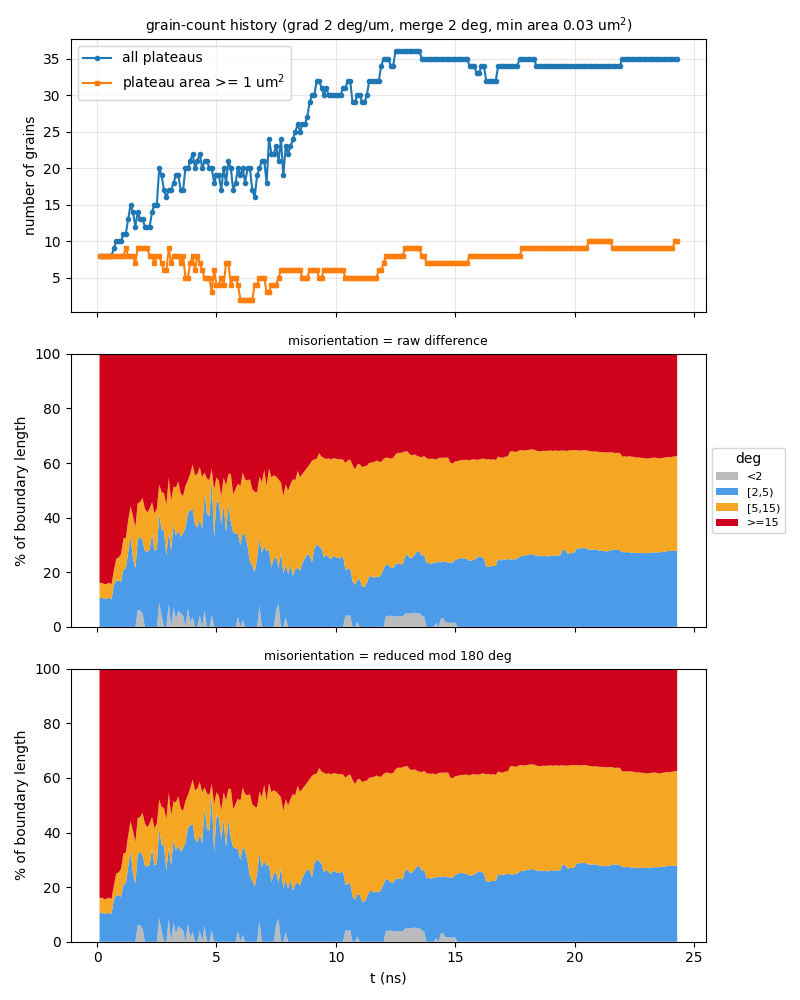 grain-count history (grad 2 deg/um, merge 2 deg, min area 0.03 um²)
all plateaus
plateau area >= 1 um²
number of grains
35
30
25
20
15
10
5
misorientation = raw difference
% of boundary length
100
80
60
40
20
0
deg
<2
[2,5)
[5,15)
>=15
misorientation = reduced mod 180 deg
% of boundary length
100
80
60
40
20
0
0 5 10 15 20 25
t (ns)